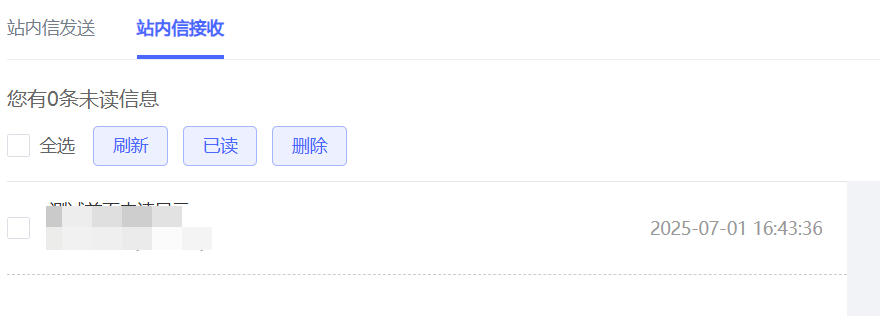 站内信发送 站内信接收
您有0条未读信息
全选 刷新 已读 删除
2025-07-01 16:43:36